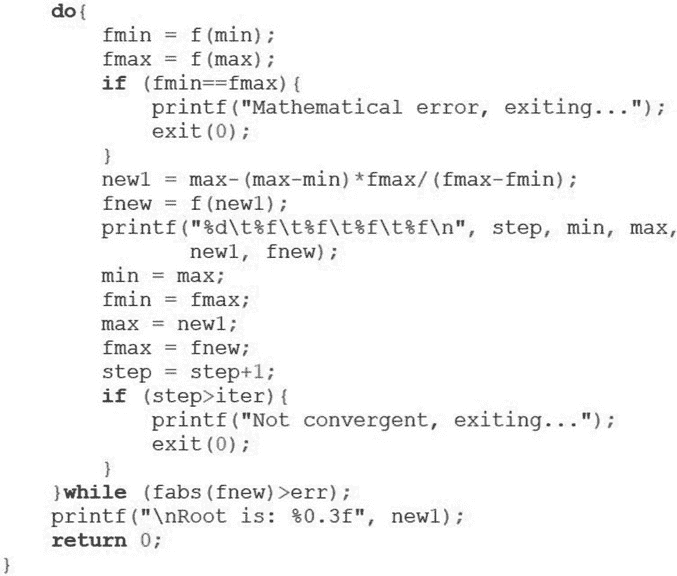 do{
fmin = f(min);
fmax = f(max);
if (fmin==fmax){
printf("Mathematical error, exiting...");
exit(0);
}
new1 = max-(max-min)*fmax/(fmax-fmin);
fnew = f(new1);
printf("%d\t%f\t%f\t%f\t%f\n", step, min, max,
new1, fnew);
min = max;
fmin = fmax;
max = new1;
fmax = fnew;
step = step+1;
if (step>iter){
printf("Not convergent, exiting...");
exit(0);
}
}while (fabs(fnew)>err);
printf("\nRoot is: %0.3f", new1);
return 0;
}